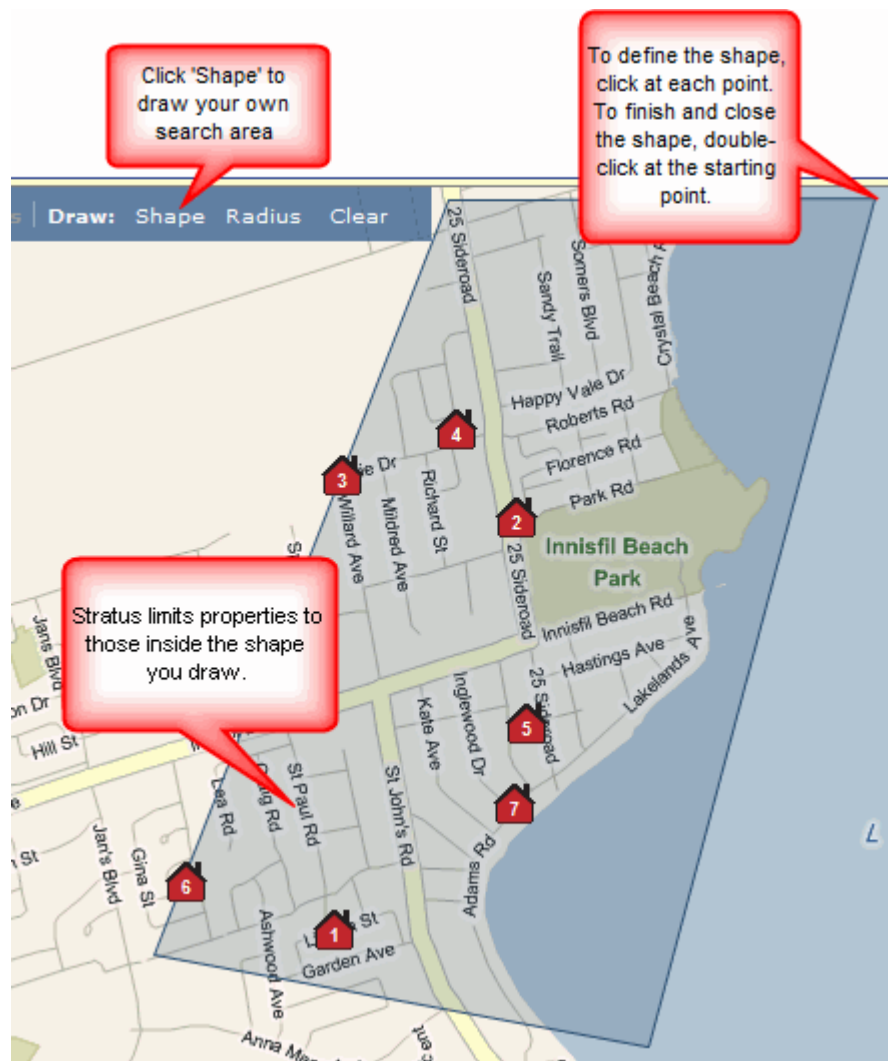 Click 'Shape' to
draw your own
search area
To define the shape,
click at each point.
To finish and close
the shape, double-
click at the starting
point.
Draw: Shape Radius Clear
25 Sideroad
Sandy Trail
Somers Blvd
Crystal Beach
Happy Vale Dr
Roberts Rd
4
Florence Rd
3
Willard Ave
Mildred Ave
Richard St
Park Rd
2
Innisfil Beach
Park
25 Sideroad
Stratus limits properties to
those inside the shape
you draw.
Innisfil Beach Rd
Hastings Ave
Lakelands Ave
Jans Blvd
Hill St
Kate Ave
Inglewood Dr
25 Sideroad
5
Lea Rd
St Paul Rd
St John's Rd
7
Jan's Blvd
Gina St
6
Adams Rd
L
1
Ashwood Ave
Garden Ave